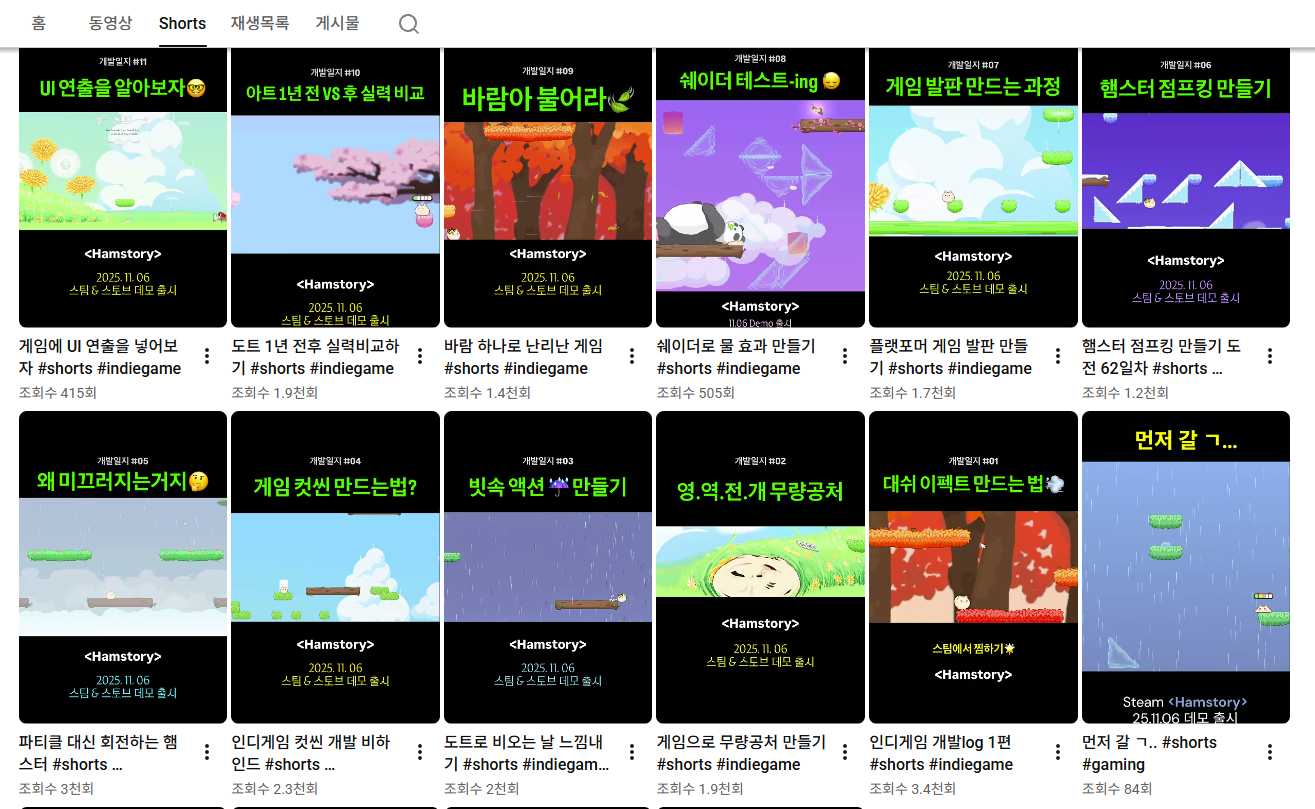 홈
동영상
Shorts
재생목록
게시물
개발일지 #11
UI 연출을 알아보자🤓
<Hamstory>
2025. 11. 06
스팀 & 스토브 데모 출시
게임에 UI 연출을 넣어보
자 #shorts #indiegame
조회수 415회
개발일지 #10
아트 1년 전 VS 후 실력 비교
<Hamstory>
2025. 11. 06
스팀 & 스토브 데모 출시
도트 1년 전후 실력비교하
기 #shorts #indiegame
조회수 1.9천회
개발일지 #09
바람아 불어라🍃
<Hamstory>
2025. 11. 06
스팀 & 스토브 데모 출시
바람 하나로 난리난 게임
#shorts #indiegame
조회수 1.4천회
개발일지 #08
쉐이더 테스트-ing 😌
<Hamstory>
11.06 Demo 출시
쉐이더로 물 효과 만들기
#shorts #indiegame
조회수 505회
개발일지 #07
게임 발판 만드는 과정
<Hamstory>
2025. 11. 06
스팀 & 스토브 데모 출시
플랫포머 게임 발판 만들
기 #shorts #indiegame
조회수 1.7천회
개발일지 #06
햄스터 점프킹 만들기
<Hamstory>
2025. 11. 06
스팀 & 스토브 데모 출시
햄스터 점프킹 만들기 도
전 62일차 #shorts ...
조회수 1.2천회
개발일지 #05
왜 미끄러지는거지🤔
<Hamstory>
2025. 11. 06
스팀 & 스토브 데모 출시
파티클 대신 회전하는 햄
스터 #shorts ...
조회수 3천회
개발일지 #04
게임 컷씬 만드는법?
<Hamstory>
2025. 11. 06
스팀 & 스토브 데모 출시
인디게임 컷씬 개발 비하
인드 #shorts ...
조회수 2.3천회
개발일지 #03
빗속 액션 ☔ 만들기
<Hamstory>
2025. 11. 06
스팀 & 스토브 데모 출시
도트로 비오는 날 느낌내
기 #shorts #indiegam...
조회수 2천회
개발일지 #02
영.역.전.개 무량공처
<Hamstory>
2025. 11. 06
스팀 & 스토브 데모 출시
게임으로 무량공처 만들기
#shorts #indiegame
조회수 1.9천회
개발일지 #01
대쉬 이펙트 만드는 법💨
스팀에서 찜하기🌟
<Hamstory>
인디게임 개발log 1편
#shorts #indiegame
조회수 3.4천회
먼저 갈 ㄱ...
Steam <Hamstory>
25.11.06 데모 출시
먼저 갈 ㄱ.. #shorts
#gaming
조회수 84회